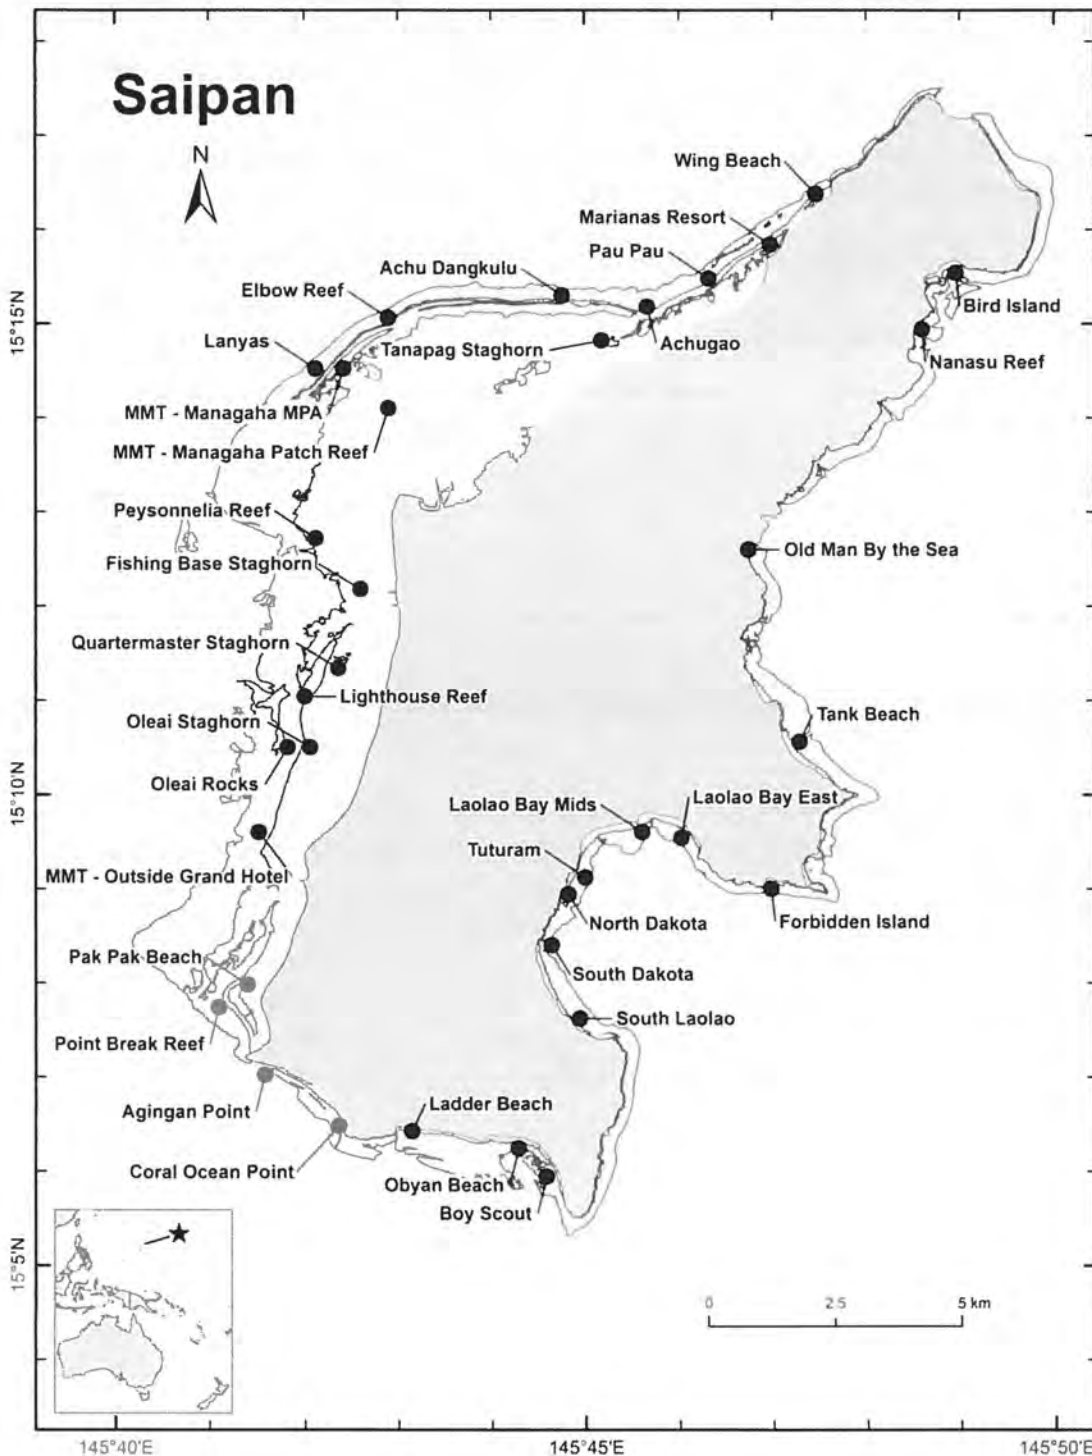 Saipan
N
Wing Beach
Marianas Resort
Pau Pau
Achu Dangkulu
Elbow Reef
Bird Island
Lanyas
Tanapag Staghorn
Achugao
Nanasu Reef
MMT - Managaha MPA
MMT - Managaha Patch Reef
Peysonnelia Reef
Old Man By the Sea
Fishing Base Staghorn
Quartermaster Staghorn
Lighthouse Reef
Oleai Staghorn
Tank Beach
Oleai Rocks
Laolao Bay Mids
Laolao Bay East
Tuturam
MMT - Outside Grand Hotel
North Dakota
Forbidden Island
Pak Pak Beach
South Dakota
South Laolao
Point Break Reef
Agingan Point
Ladder Beach
Coral Ocean Point
Obyan Beach
Boy Scout
15°15'N
15°10'N
15°5'N
0 2.5 5 km
145°40'E 145°45'E 145°50'E